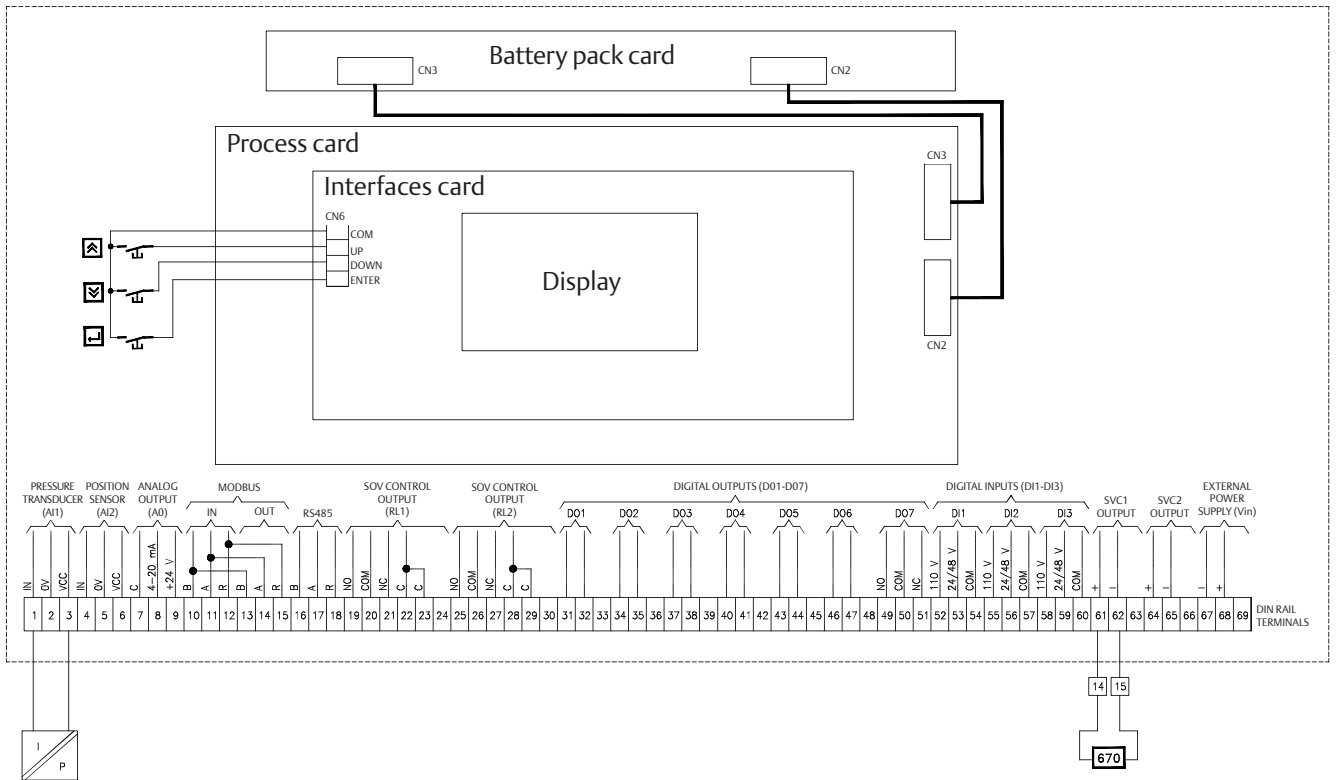 Battery pack card
CN3
CN2
Process card
CN3
Interfaces card
CN6
COM
UP
DOWN
ENTER
Display
CN2
PRESSURE
TRANSDUCER
(AI1)
POSITION
SENSOR
(AI2)
ANALOG
OUTPUT
(A0)
MODBUS
IN
OUT
RS485
SOV CONTROL
OUTPUT
(RL1)
SOV CONTROL
OUTPUT
(RL2)
DIGITAL OUTPUTS (D01-D07)
D01
D02
D03
D04
D05
D06
D07
DIGITAL INPUTS (DI1-DI3)
DI1
DI2
DI3
SVC1
OUTPUT
SVC2
OUTPUT
EXTERNAL
POWER
SUPPLY (Vin)
IN
0V
VCC
IN
0V
VCC
C
4-20 mA
+24 V
B
A
R
B
A
R
B
A
R
NO
COM
NC
C
C
NO
COM
NC
C
C
NO
COM
NC
110 V
24/48 V
COM
110 V
24/48 V
COM
110 V
24/48 V
COM
+
-
+
-
-
+
1 2 3 4 5 6 7 8 9 10 11 12 13 14 15 16 17 18 19 20 21 22 23 24 25 26 27 28 29 30 31 32 33 34 35 36 37 38 39 40 41 42 43 44 45 46 47 48 49 50 51 52 53 54 55 56 57 58 59 60 61 62 63 64 65 66 67 68 69
DIN RAIL
TERMINALS
14 15
I
P
670